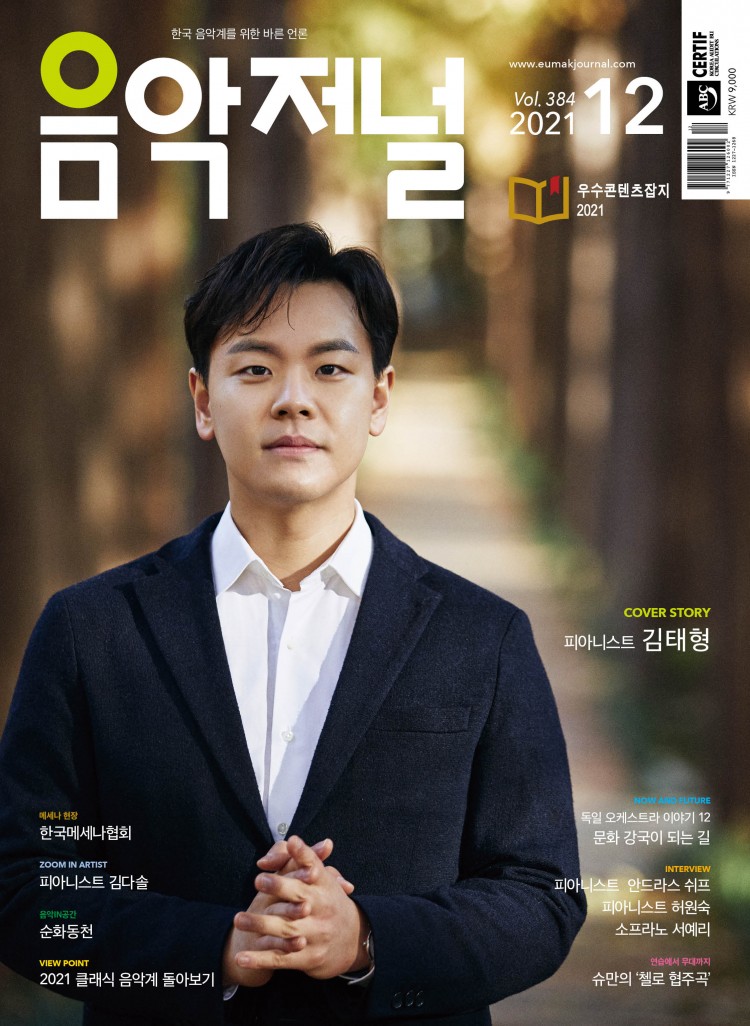 한국 음악계를 위한 바른 언론
음악저널
www.eumakjournal.com
Vol. 384
2021 12
우수콘텐츠잡지
2021
ABC CERTIF
KOREA AUDIT BUREAU CIRCULATIONS
KRW 9,000
COVER STORY
피아니스트 김태형
메세나 현장
한국메세나협회
ZOOM IN ARTIST
피아니스트 김다솔
음악IN공간
순화동천
VIEW POINT
2021 클래식 음악계 돌아보기
NOW AND FUTURE
독일 오케스트라 이야기 12
문화 강국이 되는 길
INTERVIEW
피아니스트 안드라스 쉬프
피아니스트 허원숙
소프라노 서예리
연습에서 무대까지
슈만의 '첼로 협주곡'